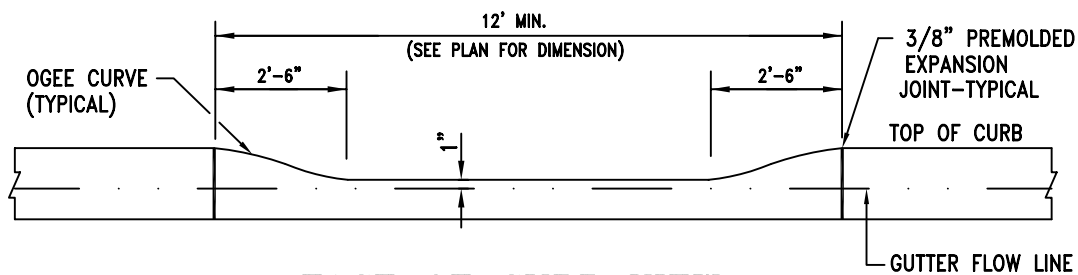 12' MIN.
(SEE PLAN FOR DIMENSION)
3/8" PREMOLDED
EXPANSION
JOINT-TYPICAL
OGEE CURVE
(TYPICAL)
2'-6"
2'-6"
1"
TOP OF CURB
GUTTER FLOW LINE